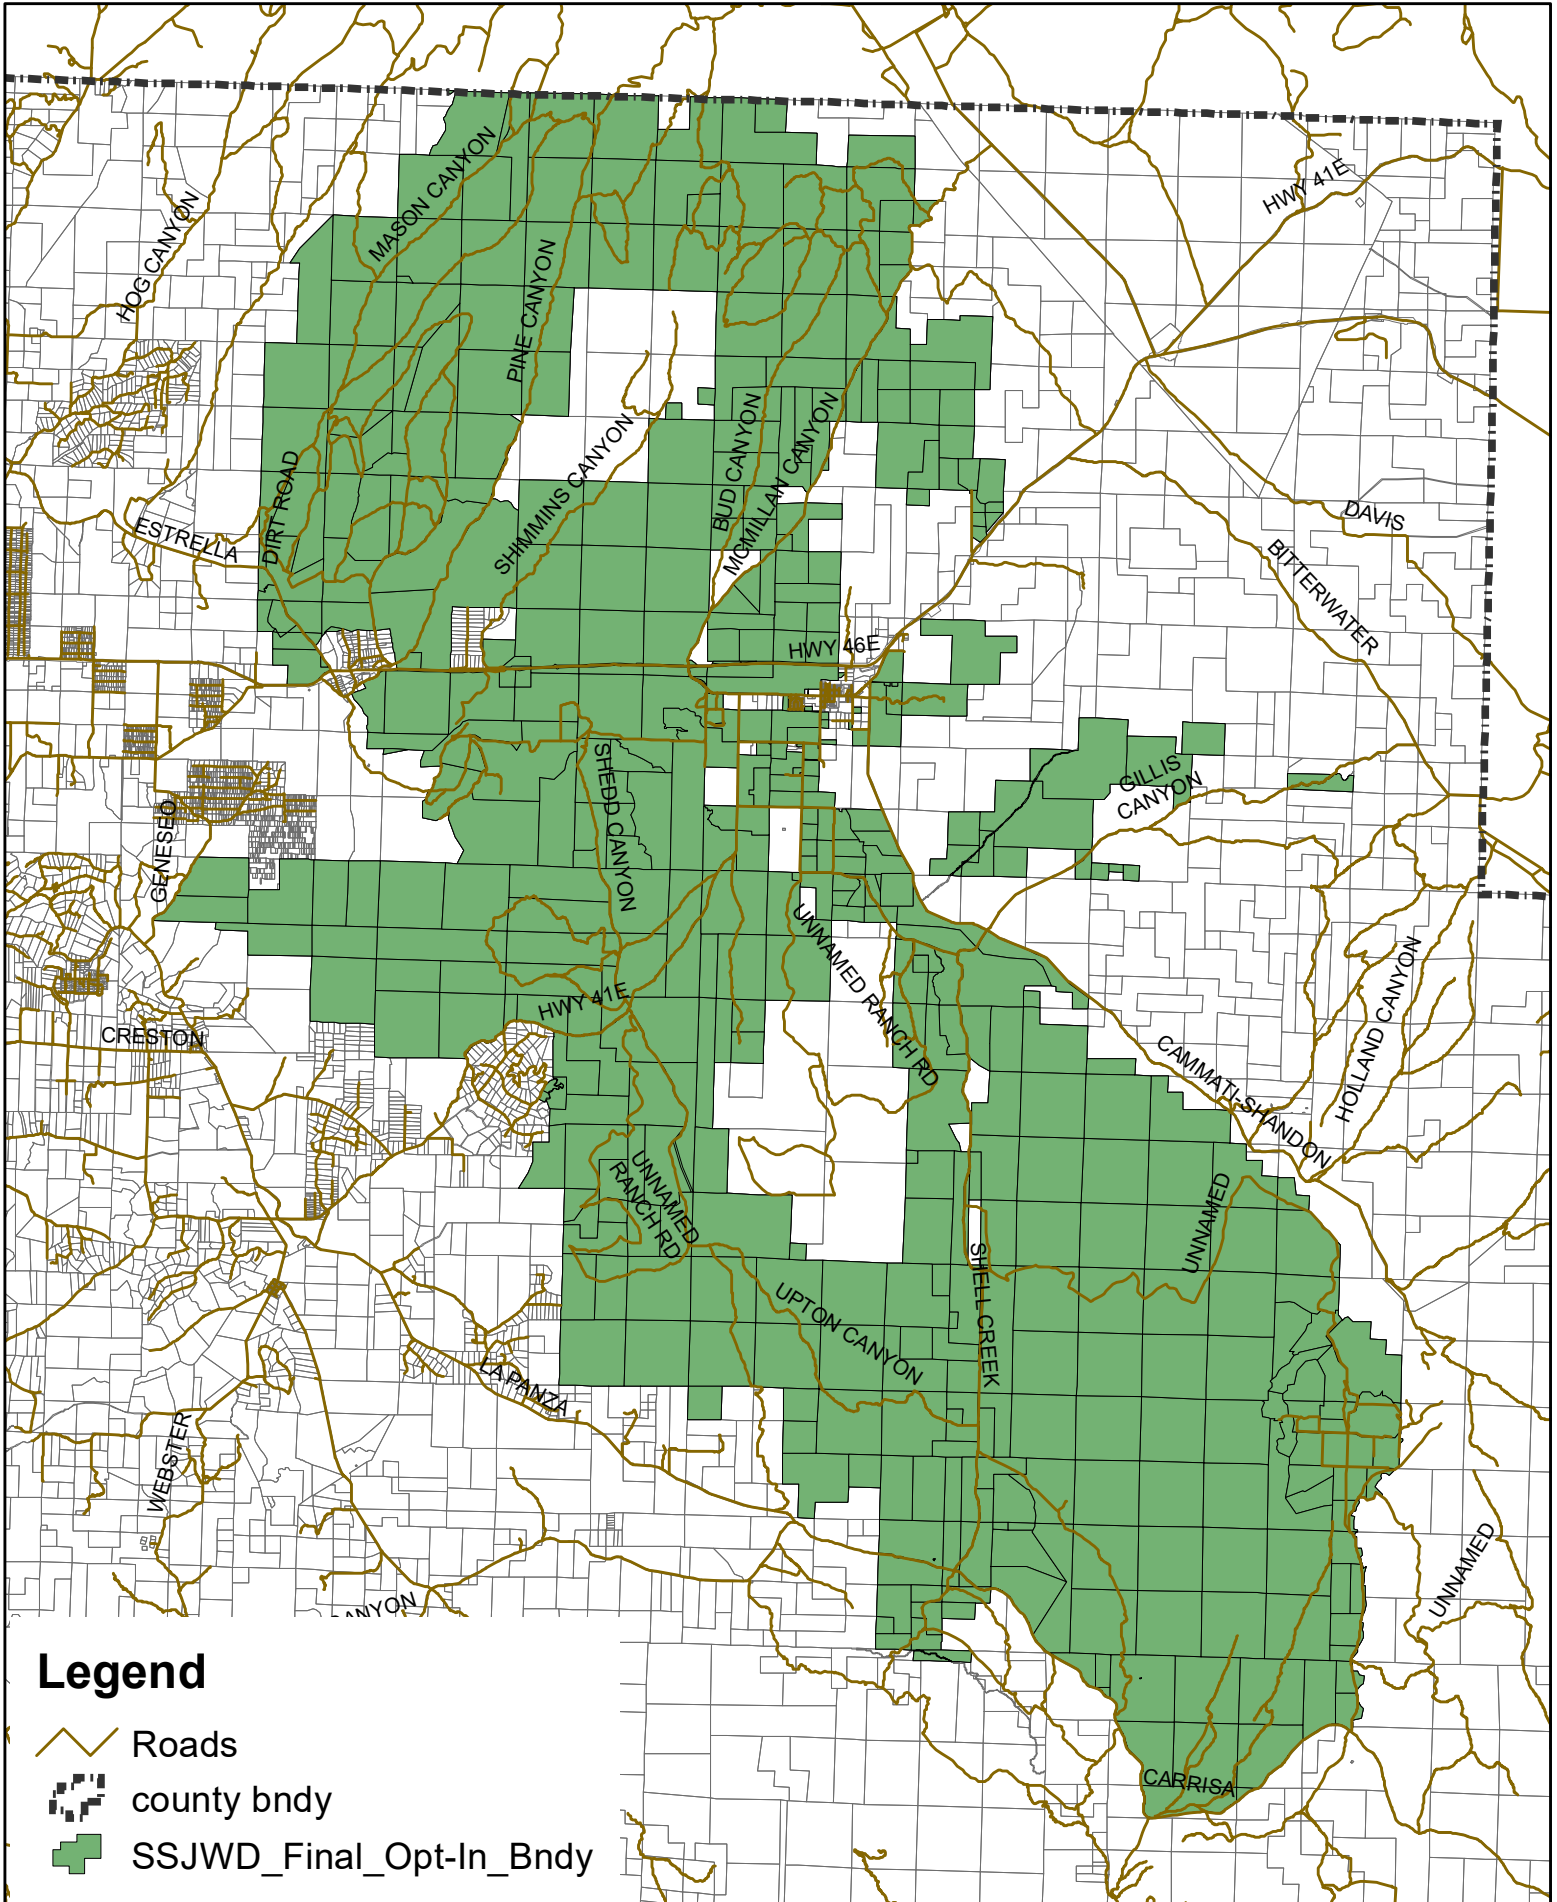 MASON CANYON
HWY 41E
HOG CANYON
PINE CANYON
BUD CANYON
MCMILLAN CANYON
SHIMMINS CANYON
DIRT ROAD
ESTRELLA
DAVIS
BITTERWATER
HWY 46E
SHEDD CANYON
GILLIS
CANYON
GENESEO
UNNAMED RANCH RD
HWY 41E
HOLLAND CANYON
CRESTON
CAMMATI-SHANDON
UNNAMED
RANCH RD
UNNAMED
SHELL CREEK
UPTON CANYON
LA PANZA
WEBSTER
UNNAMED
CANYON
CARRISA
Legend
Roads
county bndy
SSJWD_Final_Opt-In_Bndy